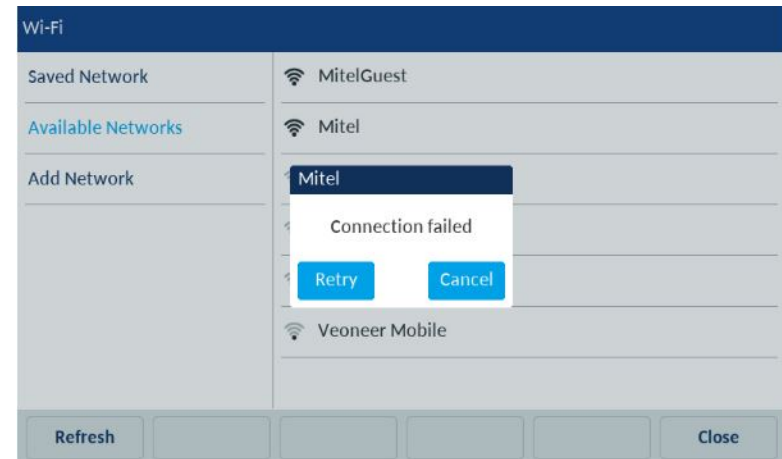 Wi-Fi
Saved Network
MitelGuest
Available Networks
Mitel
Add Network
Mitel
Connection failed
Retry
Cancel
Veoneer Mobile
Refresh
Close